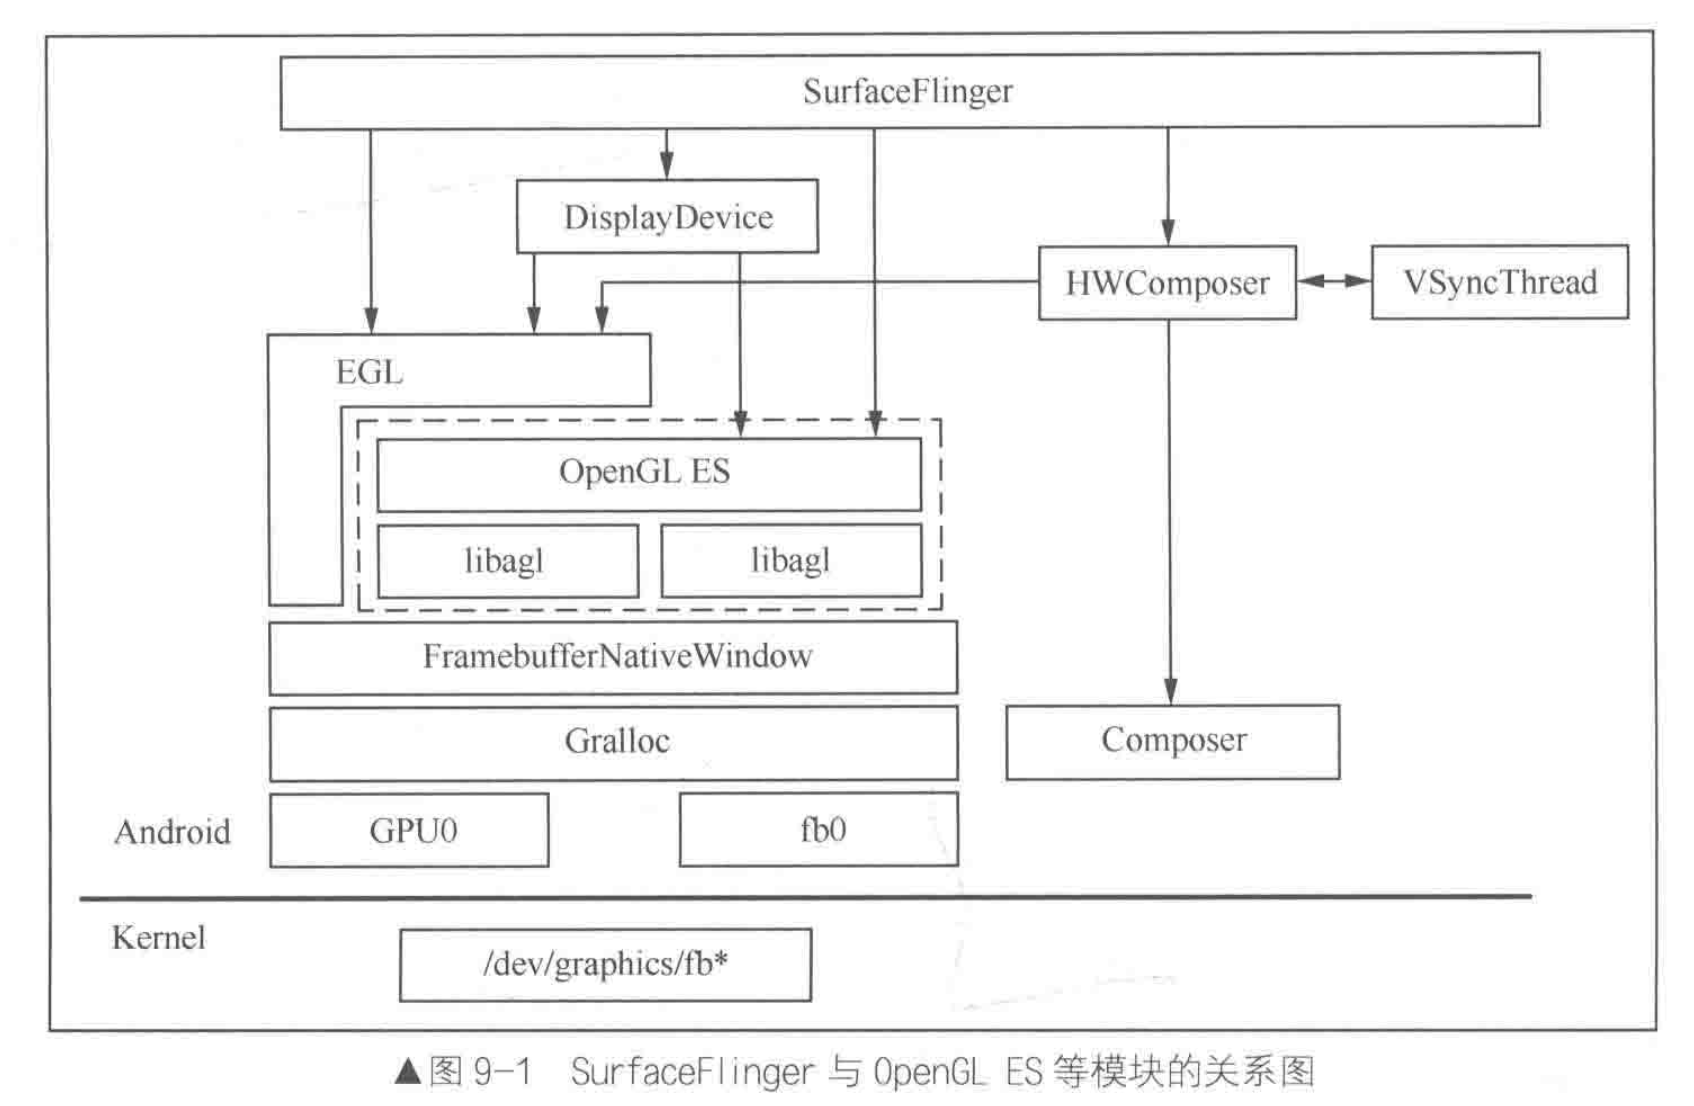 SurfaceFlinger
DisplayDevice
HWComposer
VSyncThread
EGL
OpenGL ES
libagl
libagl
FramebufferNativeWindow
Gralloc
Composer
Android
GPU0
fb0
Kernel
/dev/graphics/fb*
▲图 9-1 SurfaceFlinger 与 OpenGL ES 等模块的关系图